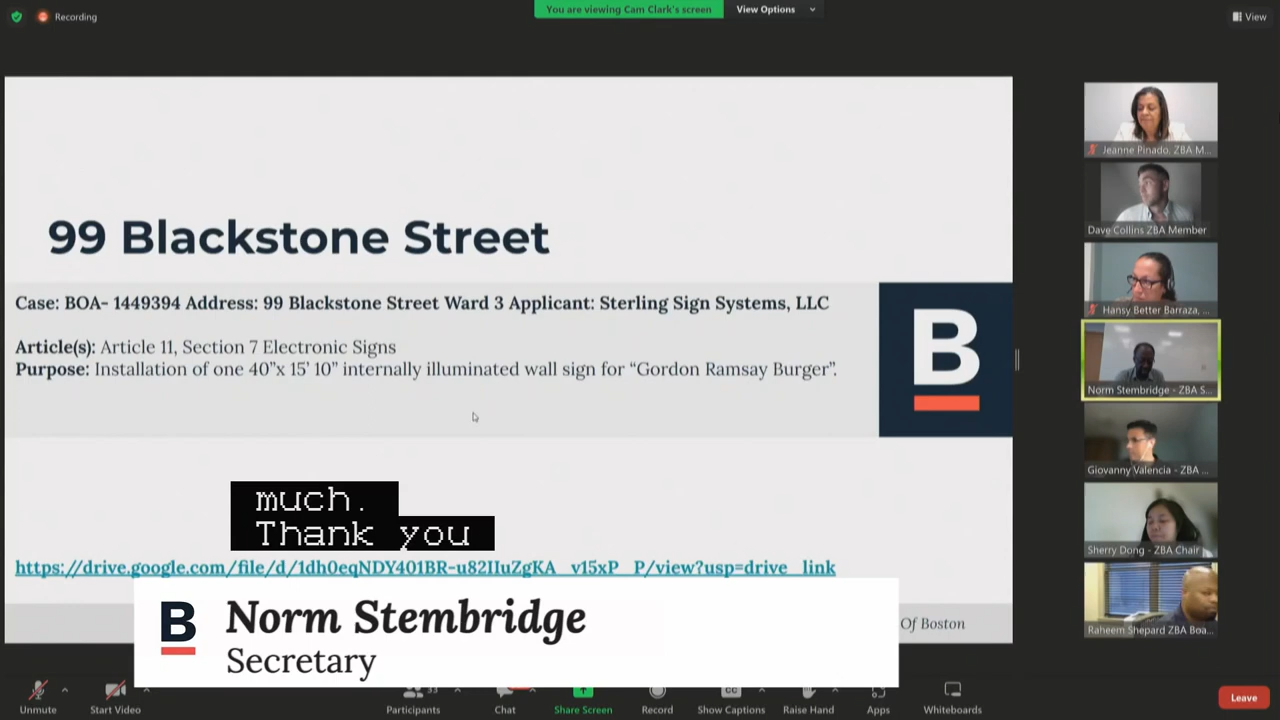 Recording
You are viewing Cam Clark's screen
View Options
View
99 Blackstone Street
Case: BOA- 1449394 Address: 99 Blackstone Street Ward 3 Applicant: Sterling Sign Systems, LLC
Article(s): Article 11, Section 7 Electronic Signs
Purpose: Installation of one 40”x 15’ 10” internally illuminated wall sign for “Gordon Ramsay Burger”.
B
much.
Thank you
https://drive.google.com/file/d/1dh0eqNDY401BR-u82IIuZgKA_v15xP_P/view?usp=drive_link
Of Boston
B
Norm Stembridge
Secretary
Jeanne Pinado, ZBA M...
Dave Collins ZBA Member
Hansy Better Barraza, ...
Norm Stembridge - ZBA S...
Giovanny Valencia - ZBA ...
Sherry Dong - ZBA Chair
Raheem Shepard ZBA Boa...
Unmute
Start Video
Participants
33
Chat
Share Screen
Record
CC
Show Captions
Raise Hand
Apps
Whiteboards
Leave